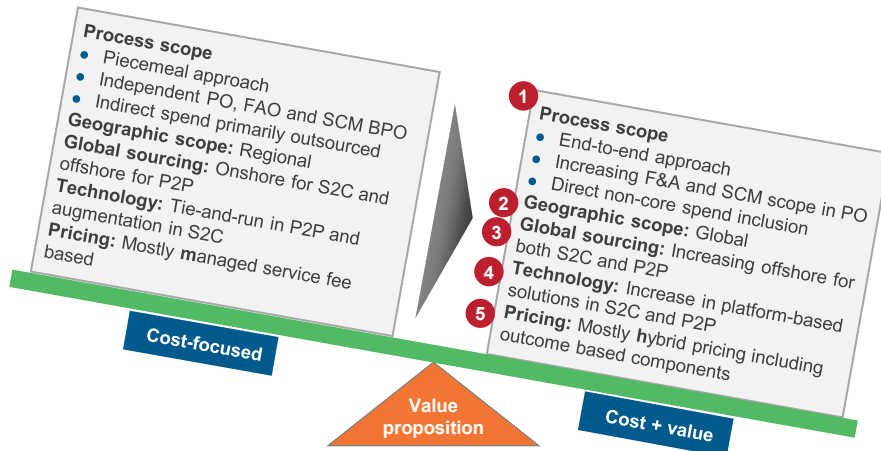 Process scope
• Piecemeal approach
• Independent PO, FAO and SCM BPO
• Indirect spend primarily outsourced
Geographic scope: Regional
Global sourcing: Onshore for S2C and
offshore for P2P
Technology: Tie-and-run in P2P and
augmentation in S2C
Pricing: Mostly managed service fee
based
Cost-focused
1
Process scope
• End-to-end approach
• Increasing F&A and SCM scope in PO
• Direct non-core spend inclusion
2
Geographic scope: Global
3
Global sourcing: Increasing offshore for
both S2C and P2P
4
Technology: Increase in platform-based
solutions in S2C and P2P
5
Pricing: Mostly hybrid pricing including
outcome based components
Cost + value
Value
proposition